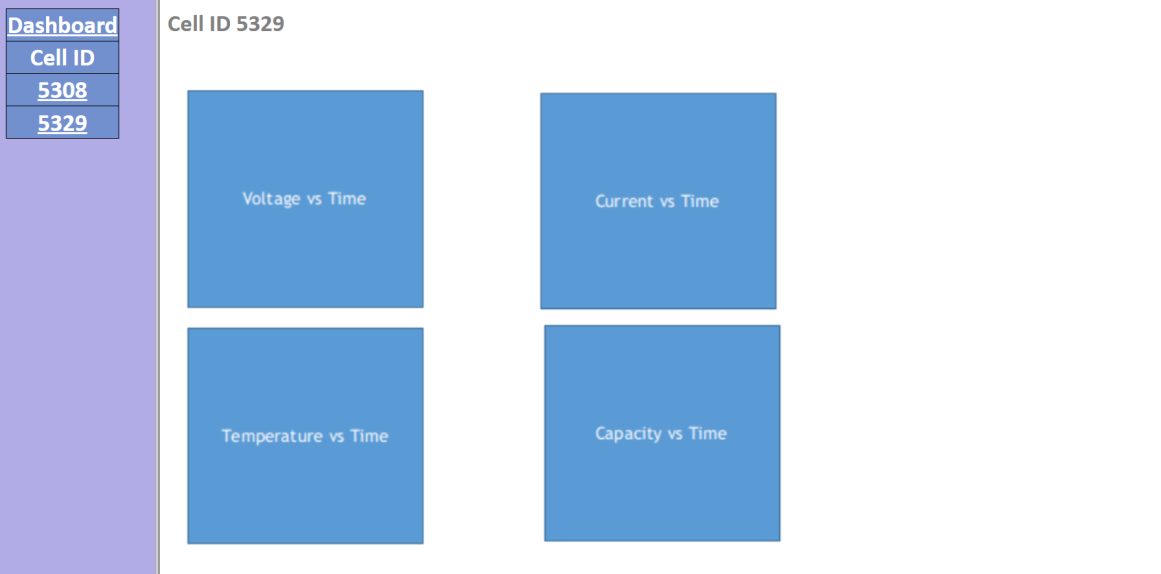 Dashboard
Cell ID
5308
5329
Cell ID 5329
Voltage vs Time
Current vs Time
Temperature vs Time
Capacity vs Time